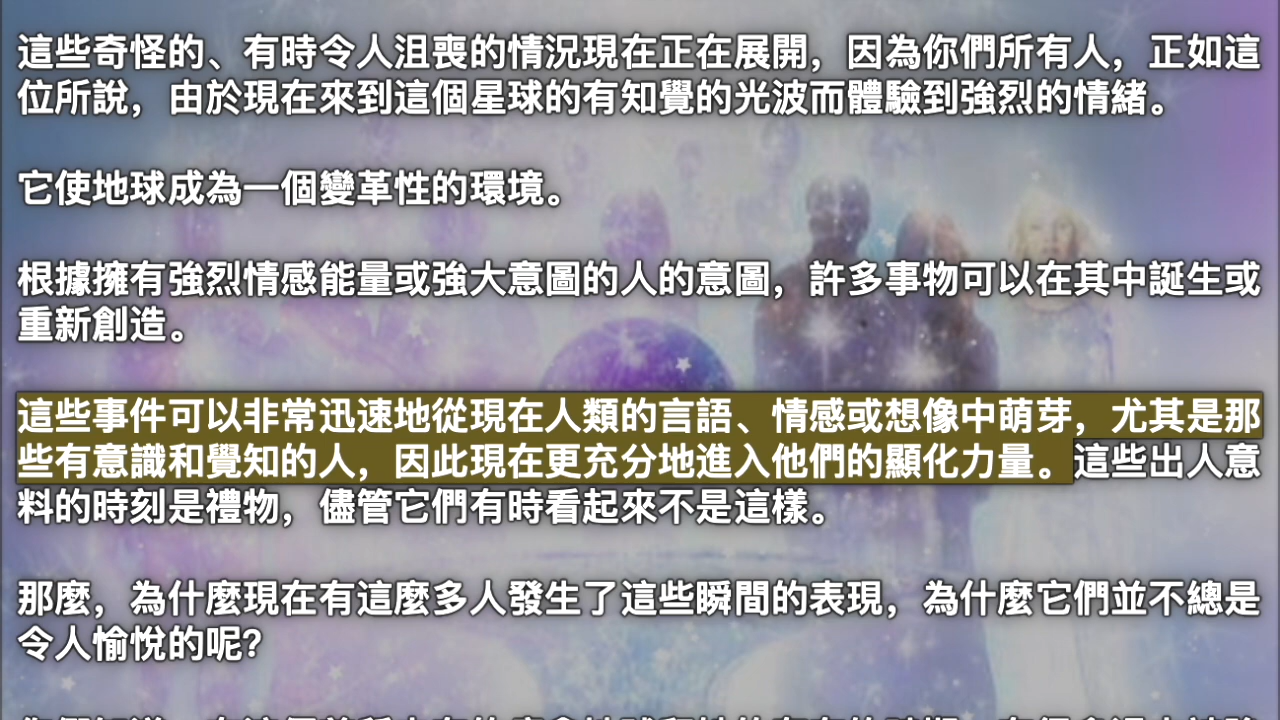 這些奇怪的、有時令人沮喪的情況現在正在展開，因為你們所有人，正如這
位所說，由於現在來到這個星球的有知覺的光波而體驗到強烈的情緒。
它使地球成為一個變革性的環境。
根據擁有強烈情感能量或強大意圖的人的意圖，許多事物可以在其中誕生或
重新創造。
這些事件可以非常迅速地從現在人類的言語、情感或想像中萌芽，尤其是那
些有意識和覺知的人，因此現在更充分地進入他們的顯化力量。這些出人意
料的時刻是禮物，儘管它們有時看起來不是這樣。
那麼，為什麼現在有這麼多人發生了這些瞬間的表現，為什麼它們並不總是
令人愉悅的呢？